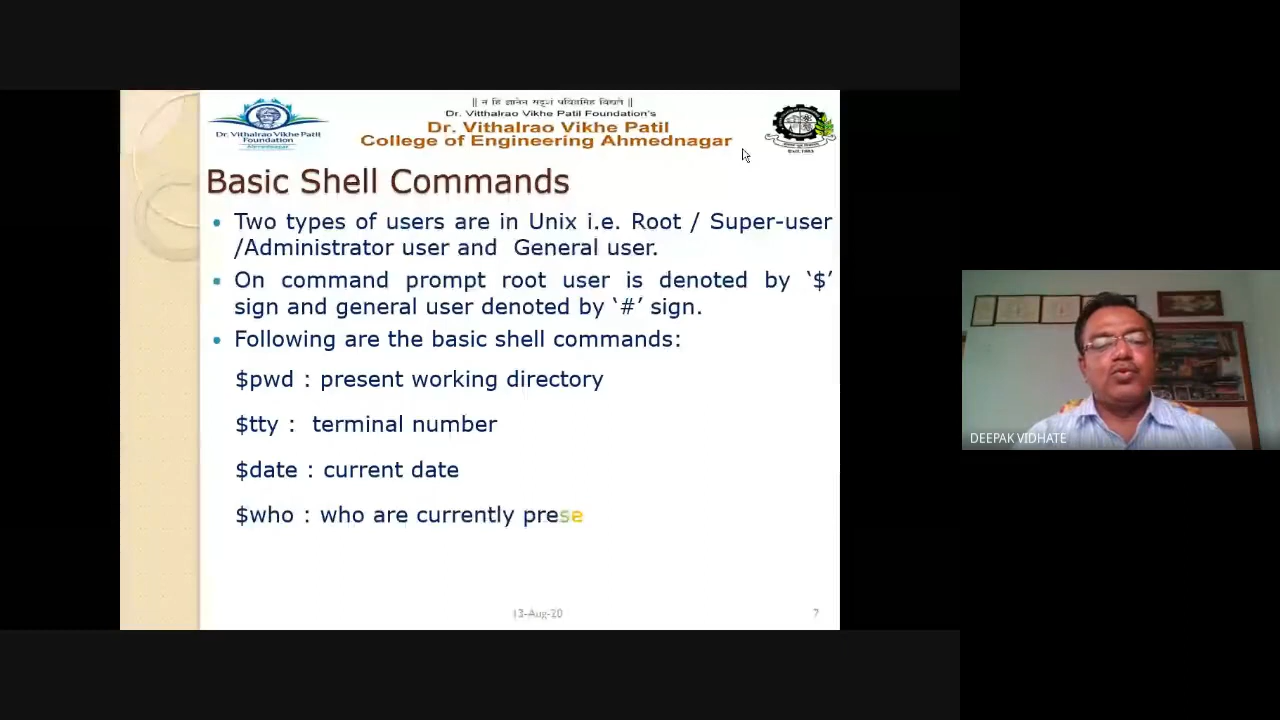 || न हि ज्ञानेन सदृशं पवित्रमिह विद्यते ||
Dr. Vitthalrao Vikhe Patil Foundation's
Dr. Vithalrao Vikhe Patil
College of Engineering Ahmednagar
Dr. Vithalrao Vikhe Patil
Foundation
Ahmednagar
Basic Shell Commands
• Two types of users are in Unix i.e. Root / Super-user
/Administrator user and General user.
• On command prompt root user is denoted by ‘$’
sign and general user denoted by ‘#’ sign.
• Following are the basic shell commands:
$pwd : present working directory
$tty : terminal number
$date : current date
$who : who are currently prese
13-Aug-20
7
DEEPAK VIDHATE